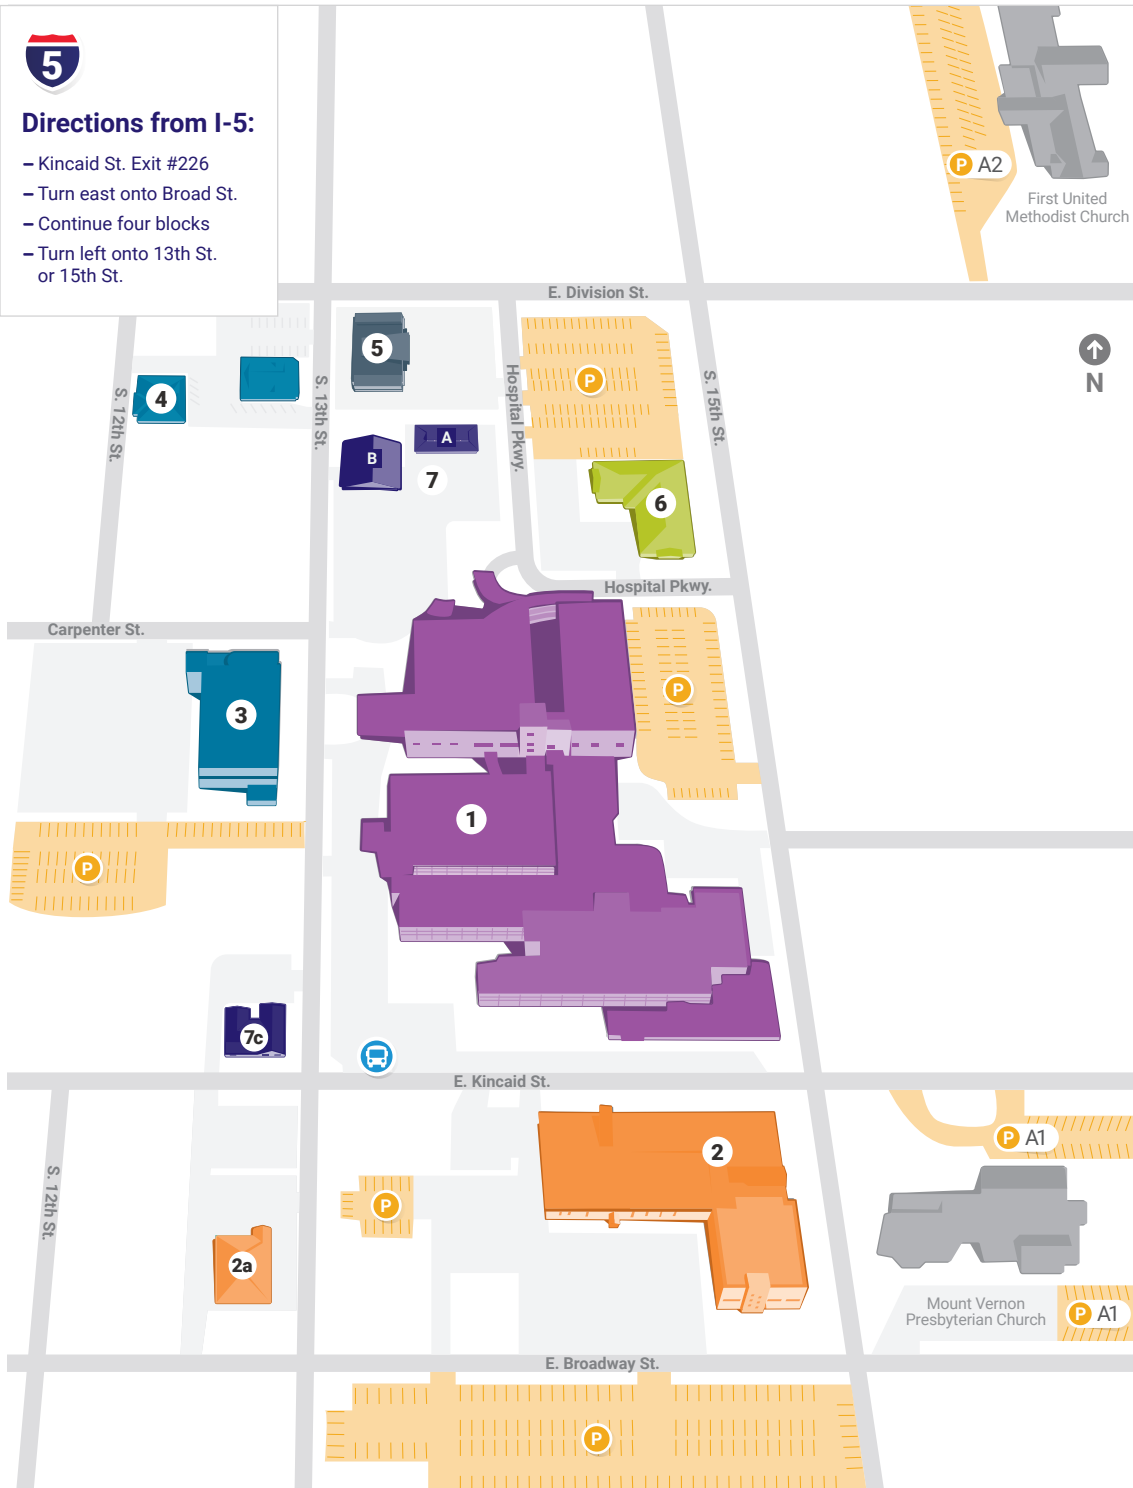 5
Directions from I-5:
– Kincaid St. Exit #226
– Turn east onto Broad St.
– Continue four blocks
– Turn left onto 13th St.
or 15th St.
P A2
First United
Methodist Church
E. Division St.
5
P
N
4
S. 12th St.
S. 13th St.
Hospital Pkwy.
S. 15th St.
A
B
7
6
Hospital Pkwy.
Carpenter St.
P
3
1
P
7c
E. Kincaid St.
P A1
2
S. 12th St.
P
2a
Mount Vernon
Presbyterian Church
P A1
E. Broadway St.
P